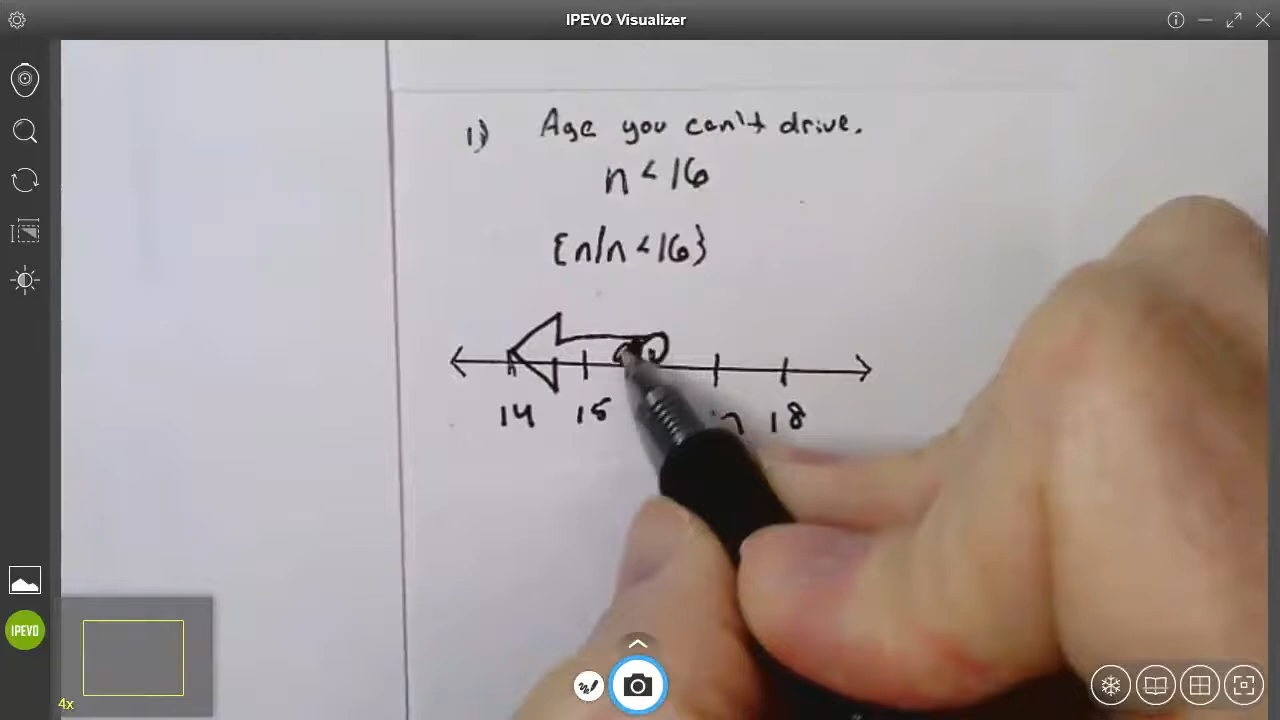 IPEVO Visualizer
1) Age you can't drive.
n < 16
{n/n < 16}
14 15 18
IPEVO
4x